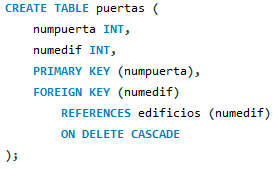 CREATE TABLE puertas (
    numpuerta INT,
    numedif INT,
    PRIMARY KEY (numpuerta),
    FOREIGN KEY (numedif)
        REFERENCES edificios (numedif)
        ON DELETE CASCADE
);